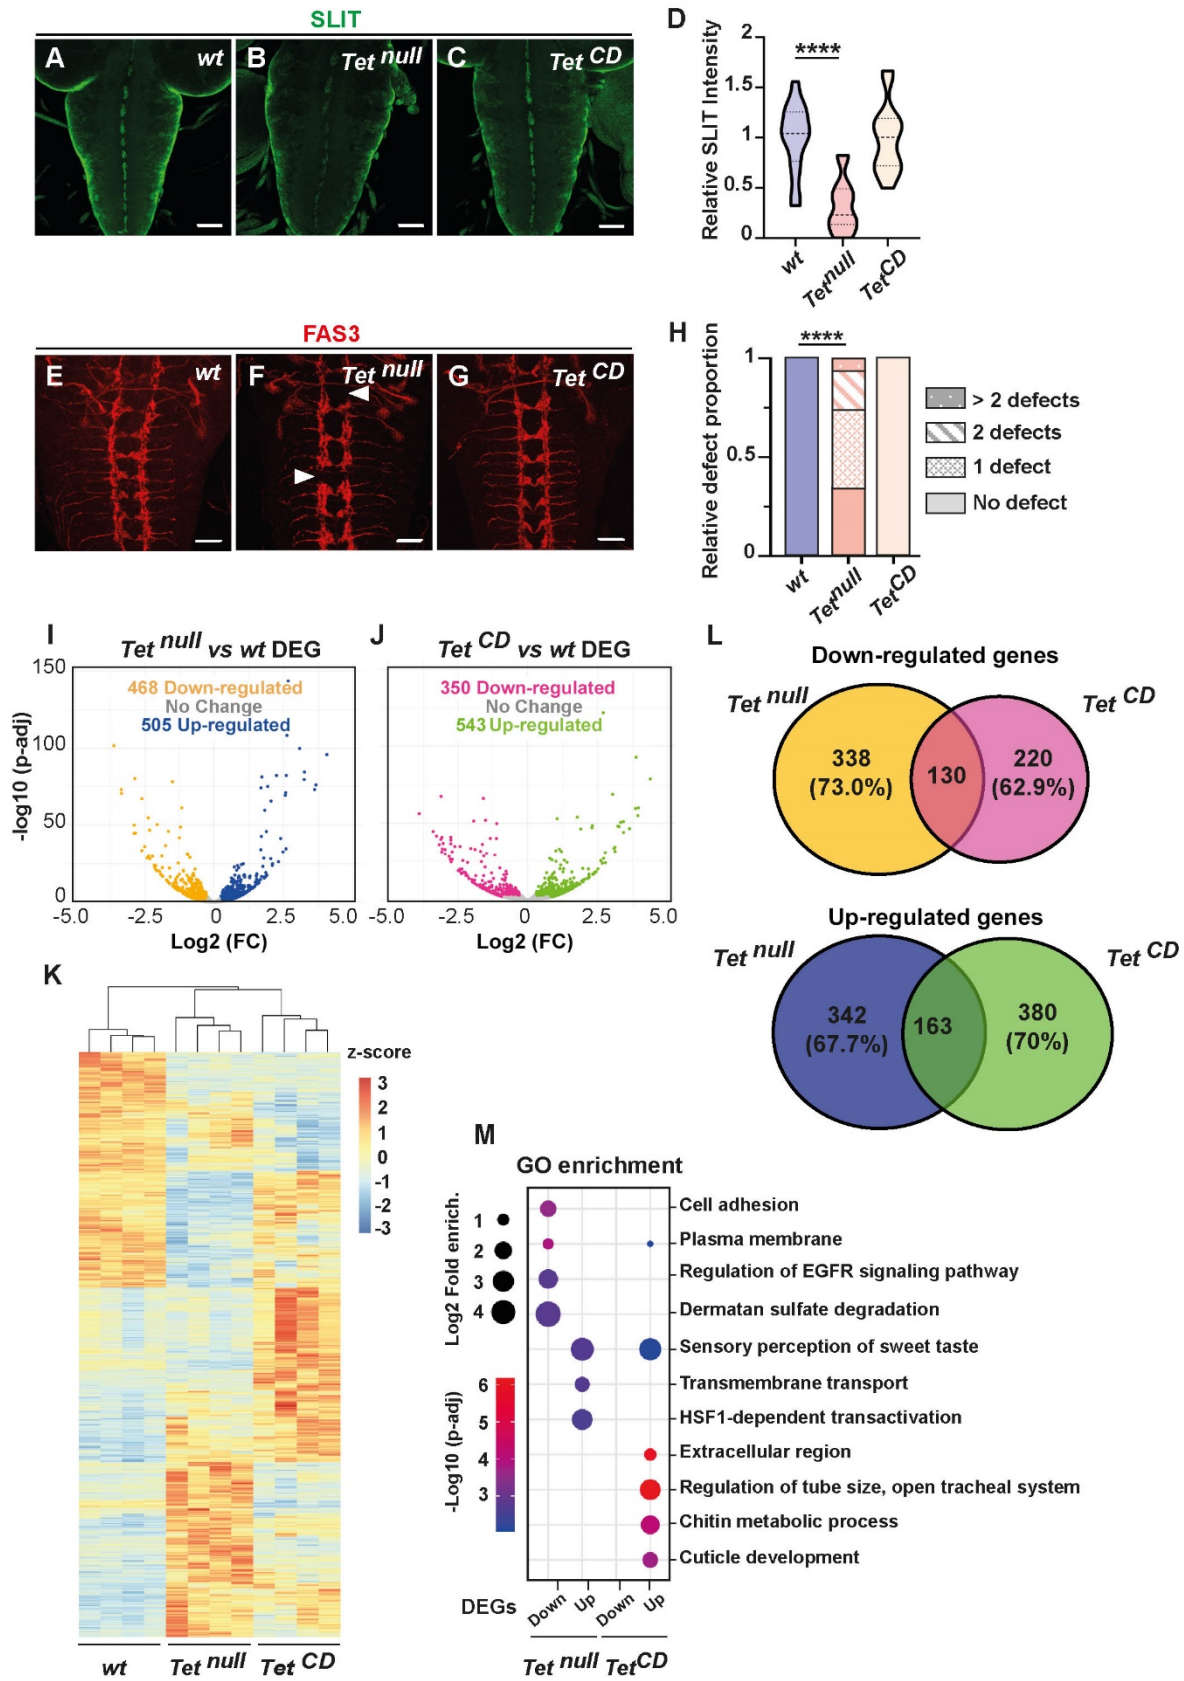 SLIT
A
wt
B
Tet null
C
Tet CD
D
Relative SLIT Intensity
2
1.5
1
0.5
0
****
wt
Tet null
Tet CD
FAS3
E
wt
F
Tet null
G
Tet CD
H
Relative defect proportion
1
0.5
0
****
wt
Tet null
Tet CD
> 2 defects
2 defects
1 defect
No defect
I
Tet null vs wt DEG
468 Down-regulated
No Change
505 Up-regulated
-log10 (p-adj)
150
100
50
0
-5.0
-2.5
0
2.5
5.0
Log2 (FC)
J
Tet CD vs wt DEG
350 Down-regulated
No Change
543 Up-regulated
-5.0
-2.5
0
2.5
5.0
Log2 (FC)
L
Down-regulated genes
Tet null
Tet CD
338
(73.0%)
130
220
(62.9%)
Up-regulated genes
Tet null
Tet CD
342
(67.7%)
163
380
(70%)
K
z-score
3
2
1
0
-1
-2
-3
wt
Tet null
Tet CD
M
GO enrichment
Log2 Fold enrich.
1
2
3
4
-Log10 (p-adj)
6
5
4
3
Cell adhesion
Plasma membrane
Regulation of EGFR signaling pathway
Dermatan sulfate degradation
Sensory perception of sweet taste
Transmembrane transport
HSF1-dependent transactivation
Extracellular region
Regulation of tube size, open tracheal system
Chitin metabolic process
Cuticle development
DEGs
Down
Up
Down
Up
Tet null
Tet CD